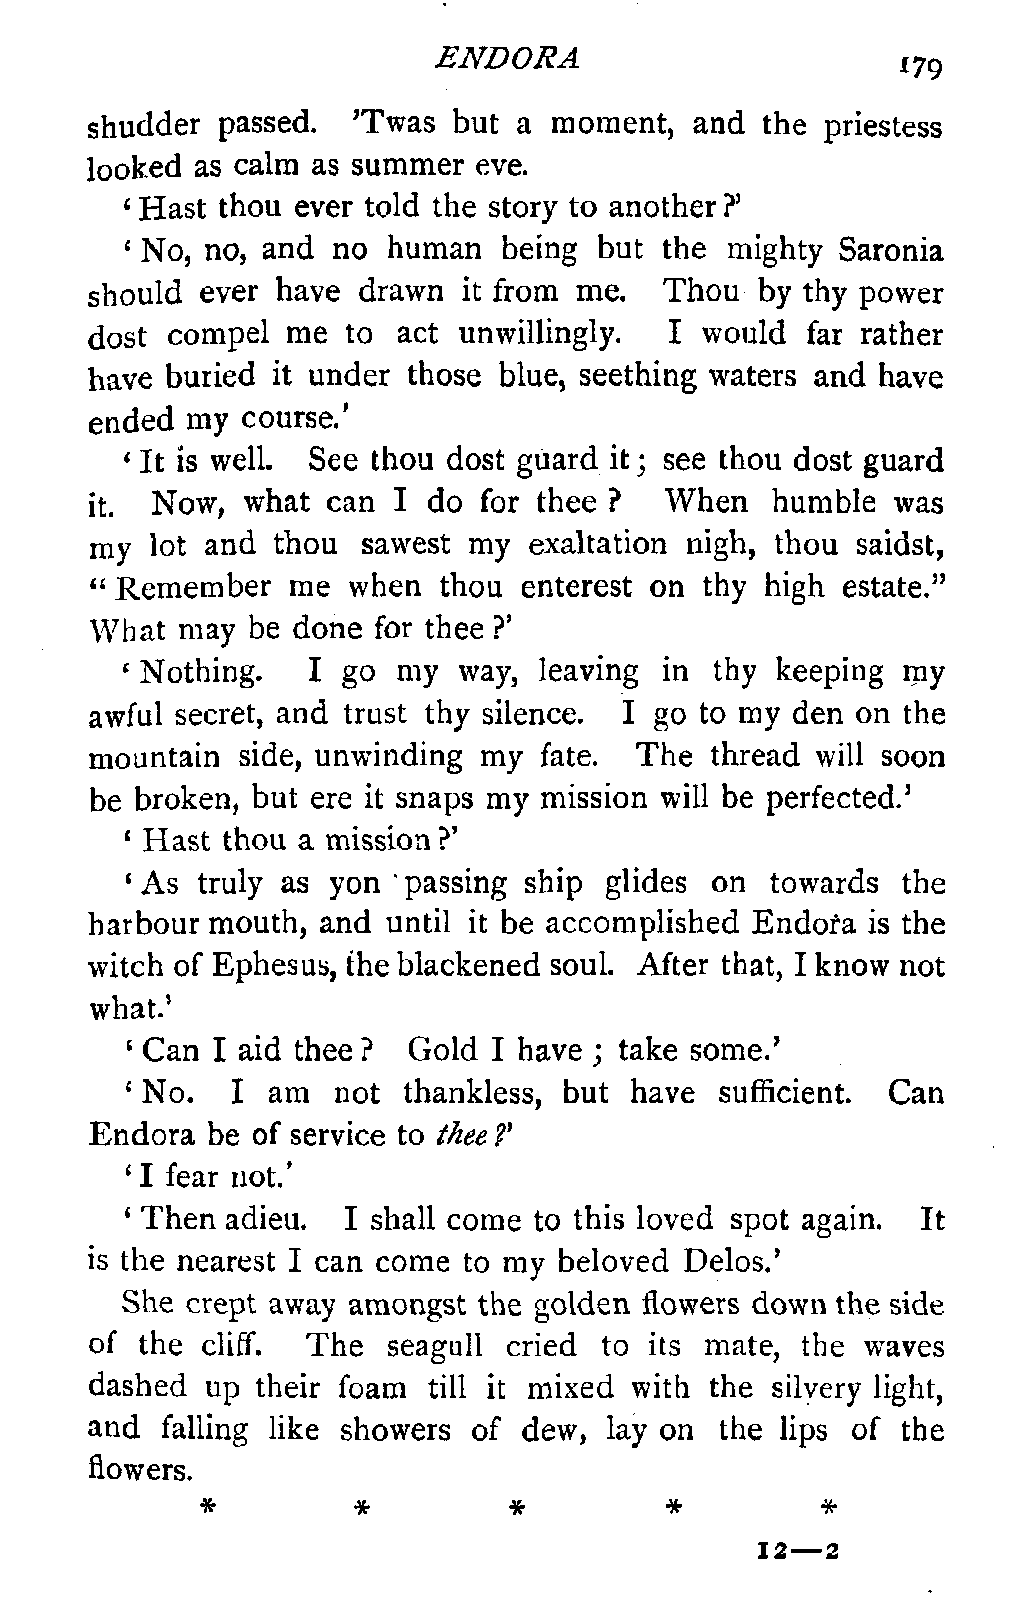 ENDORA 179
shudder passed. 'Twas but a moment, and the priestess
looked as calm as summer eve.
'Hast thou ever told the story to another?'
'No, no, and no human being but the mighty Saronia
should ever have drawn it from me. Thou by thy power
dost compel me to act unwillingly. I would far rather
have buried it under those blue, seething waters and have
ended my course.'
'It is well. See thou dost guard it; see thou dost guard
it. Now, what can I do for thee? When humble was
my lot and thou sawest my exaltation nigh, thou saidst,
"Remember me when thou enterest on thy high estate."
What may be done for thee?'
'Nothing. I go my way, leaving in thy keeping my
awful secret, and trust thy silence. I go to my den on the
mountain side, unwinding my fate. The thread will soon
be broken, but ere it snaps my mission will be perfected.'
'Hast thou a mission?'
'As truly as yon passing ship glides on towards the
harbour mouth, and until it be accomplished Endora is the
witch of Ephesus, the blackened soul. After that, I know not
what.'
'Can I aid thee? Gold I have; take some.'
'No. I am not thankless, but have sufficient. Can
Endora be of service to thee?'
'I fear not.'
'Then adieu. I shall come to this loved spot again. It
is the nearest I can come to my beloved Delos.'
She crept away amongst the golden flowers down the side
of the cliff. The seagull cried to its mate, the waves
dashed up their foam till it mixed with the silvery light,
and falling like showers of dew, lay on the lips of the
flowers.
* * * * *
12—2